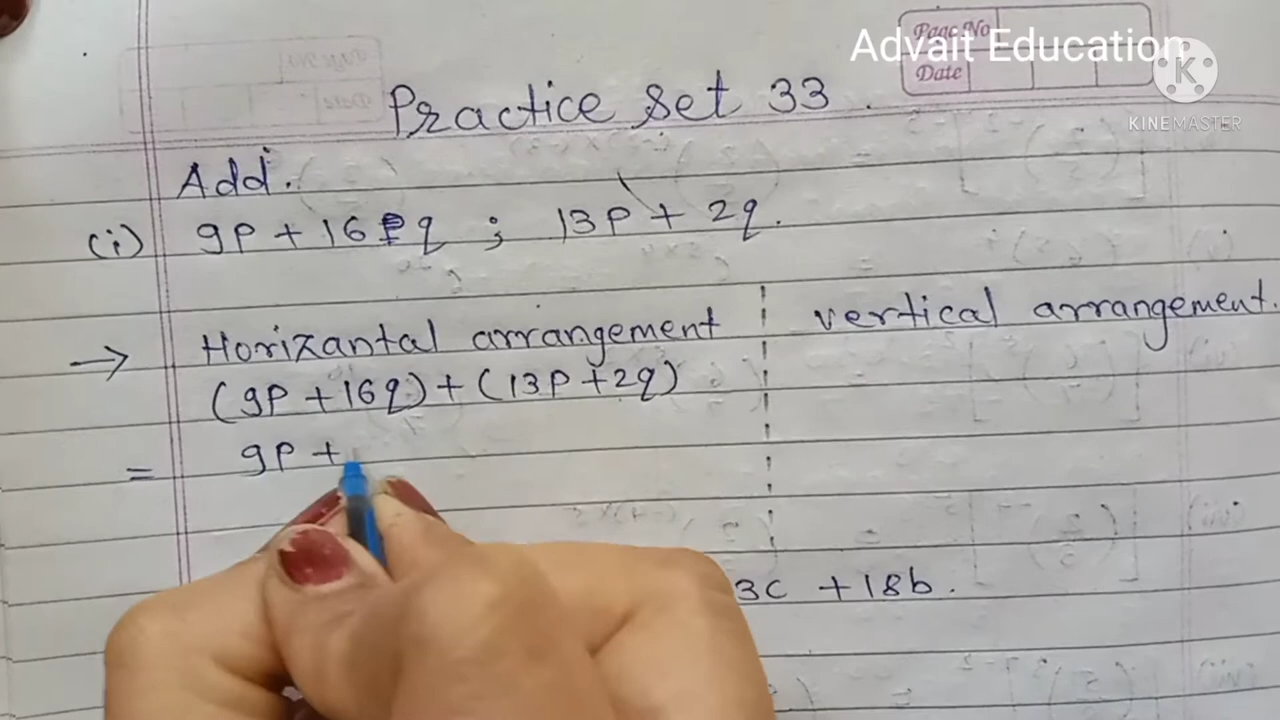 Page No
Advait Education
Date
KINEMASTER
Practice set 33.
Add.
(i) 9p + 16 q ; 13p + 2q.
→ Horizantal arrangement vertical arrangement.
(9p + 16q) + (13p + 2q)
= 9p +
3c + 18b.